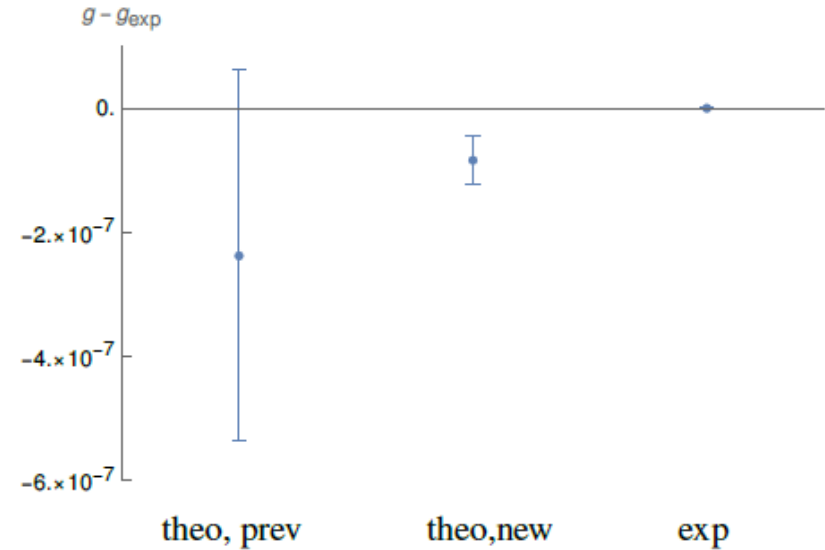 g – g_exp
0.
−2.×10⁻⁷
−4.×10⁻⁷
−6.×10⁻⁷
theo, prev theo,new exp